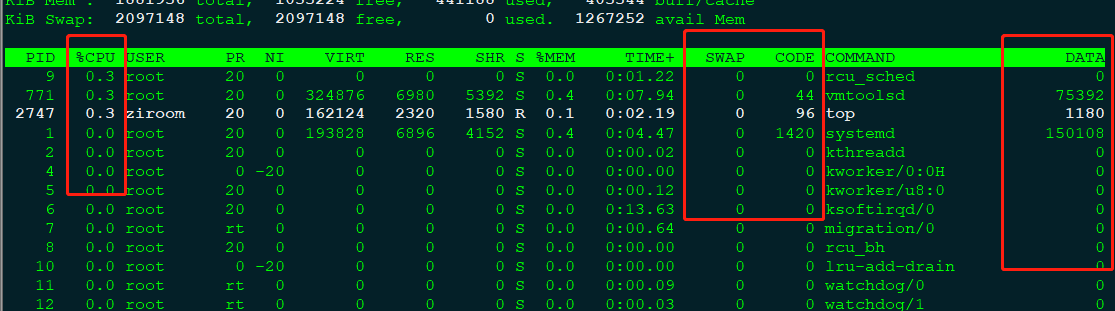 KiB Mem : 1881936 total, 1035224 free, 441168 used, 405544 buff/cache
KiB Swap: 2097148 total, 2097148 free, 0 used. 1267252 avail Mem
PID %CPU USER PR NI VIRT RES SHR S %MEM TIME+ SWAP CODE COMMAND DATA
9 0.3 root 20 0 0 0 0 S 0.0 0:01.22 0 0 rcu_sched 0
771 0.3 root 20 0 324876 6980 5392 S 0.4 0:07.94 0 44 vmtoolsd 75392
2747 0.3 ziroom 20 0 162124 2320 1580 R 0.1 0:02.19 0 96 top 1180
1 0.0 root 20 0 193828 6896 4152 S 0.4 0:04.47 0 1420 systemd 150108
2 0.0 root 20 0 0 0 0 S 0.0 0:00.02 0 0 kthreadd 0
4 0.0 root 0 -20 0 0 0 S 0.0 0:00.00 0 0 kworker/0:0H 0
5 0.0 root 20 0 0 0 0 S 0.0 0:00.12 0 0 kworker/u8:0 0
6 0.0 root 20 0 0 0 0 S 0.0 0:13.63 0 0 ksoftirqd/0 0
7 0.0 root rt 0 0 0 0 S 0.0 0:00.64 0 0 migration/0 0
8 0.0 root 20 0 0 0 0 S 0.0 0:00.00 0 0 rcu_bh 0
10 0.0 root 0 -20 0 0 0 S 0.0 0:00.00 0 0 lru-add-drain 0
11 0.0 root rt 0 0 0 0 S 0.0 0:00.09 0 0 watchdog/0 0
12 0.0 root rt 0 0 0 0 S 0.0 0:00.03 0 0 watchdog/1 0